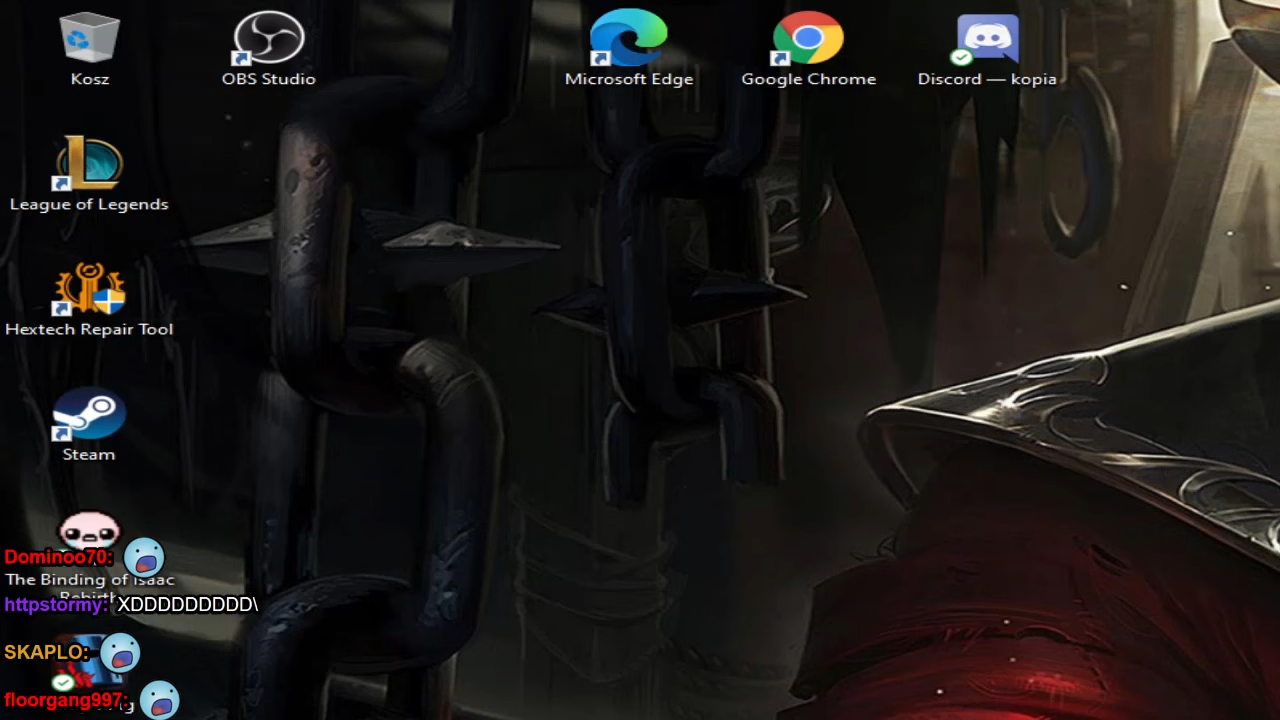 Kosz
OBS Studio
Microsoft Edge
Google Chrome
Discord — kopia
League of Legends
Hextech Repair Tool
Steam
Dominoo70:
The Binding of Isaac
Rebirth
httpstormy: XDDDDDDDDD\
SKAPLO:
floorgang997: